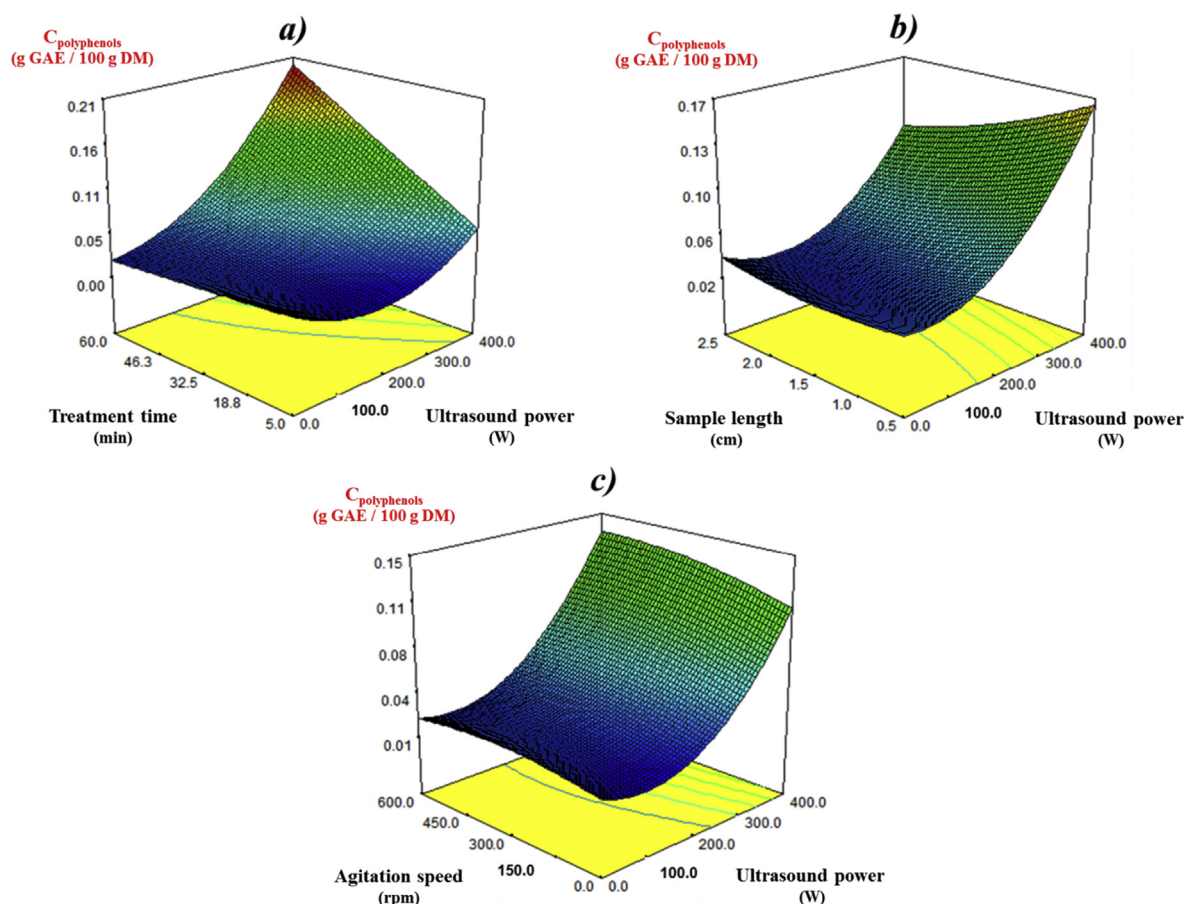 a)
C polyphenols
(g GAE / 100 g DM)
0.21
0.16
0.11
0.05
0.00
60.0
46.3
32.5
18.8
5.0
0.0
100.0
200.0
300.0
400.0
Treatment time
(min)
Ultrasound power
(W)
b)
C polyphenols
(g GAE / 100 g DM)
0.17
0.13
0.10
0.06
0.02
2.5
2.0
1.5
1.0
0.5
0.0
100.0
200.0
300.0
400.0
Sample length
(cm)
Ultrasound power
(W)
c)
C polyphenols
(g GAE / 100 g DM)
0.15
0.11
0.08
0.04
0.01
600.0
450.0
300.0
150.0
0.0
0.0
100.0
200.0
300.0
400.0
Agitation speed
(rpm)
Ultrasound power
(W)